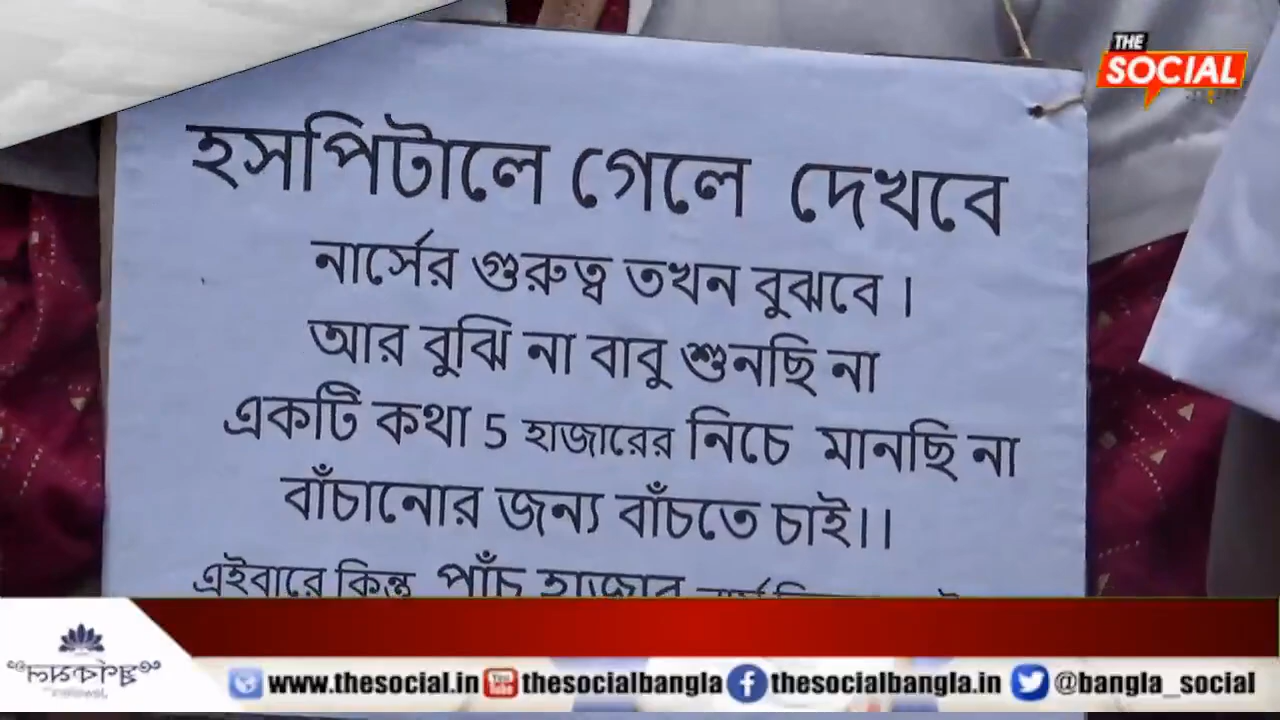 THE
SOCIAL
হসপিটালে গেলে দেখবে
নার্সের গুরুত্ব তখন বুঝবে ।
আর বুঝি না বাবু শুনছি না
একটি কথা 5 হাজারের নিচে মানছি না
বাঁচানোর জন্য বাঁচতে চাই।।
এইবারে কিন্তু পাঁচ হাজার
www.thesocial.in thesocialbangla thesocialbangla.in @bangla_social